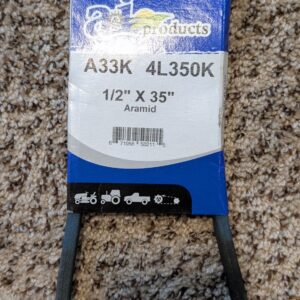 products
A33K 4L350K
1/2" X 35"
Aramid